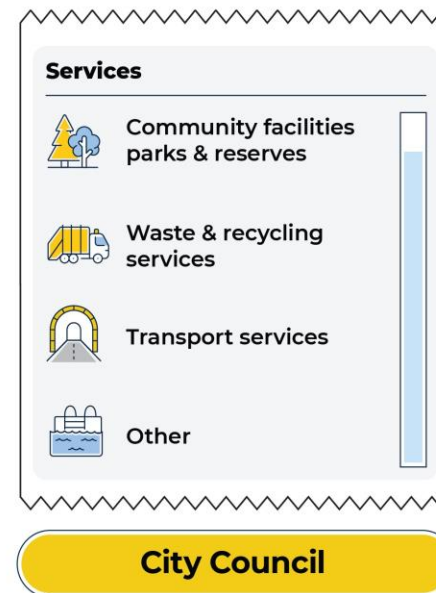 Services
Community facilities
parks & reserves
Waste & recycling
services
Transport services
Other
City Council